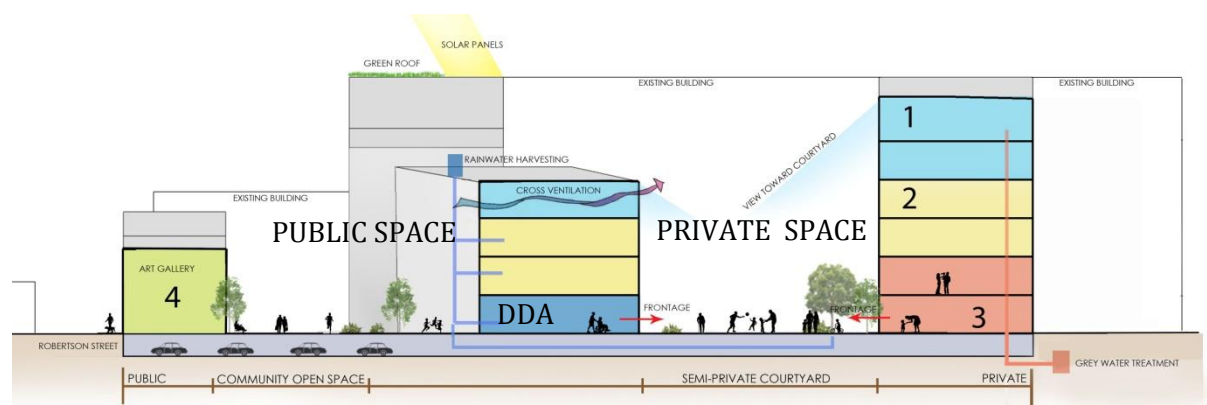 SOLAR PANELS
GREEN ROOF
EXISTING BUILDING
EXISTING BUILDING
1
RAINWATER HARVESTING
VIEW TOWARD COURTYARD
EXISTING BUILDING
CROSS VENTILATION
2
PUBLIC SPACE
PRIVATE SPACE
ART GALLERY
4
DDA
FRONTAGE
FRONTAGE
3
ROBERTSON STREET
GREY WATER TREATMENT
PUBLIC
COMMUNITY OPEN SPACE
SEMI-PRIVATE COURTYARD
PRIVATE